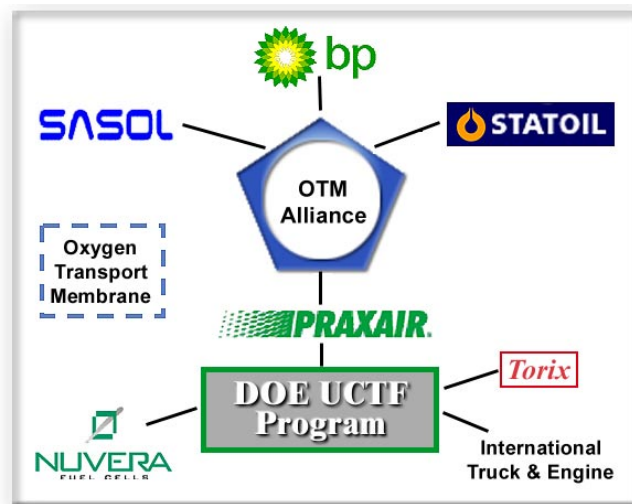 bp
SASOL
STATOIL
OTM
Alliance
Oxygen
Transport
Membrane
PRAXAIR.
Torix
DOE UCTF
Program
NUVERA
FUEL CELLS
International
Truck & Engine